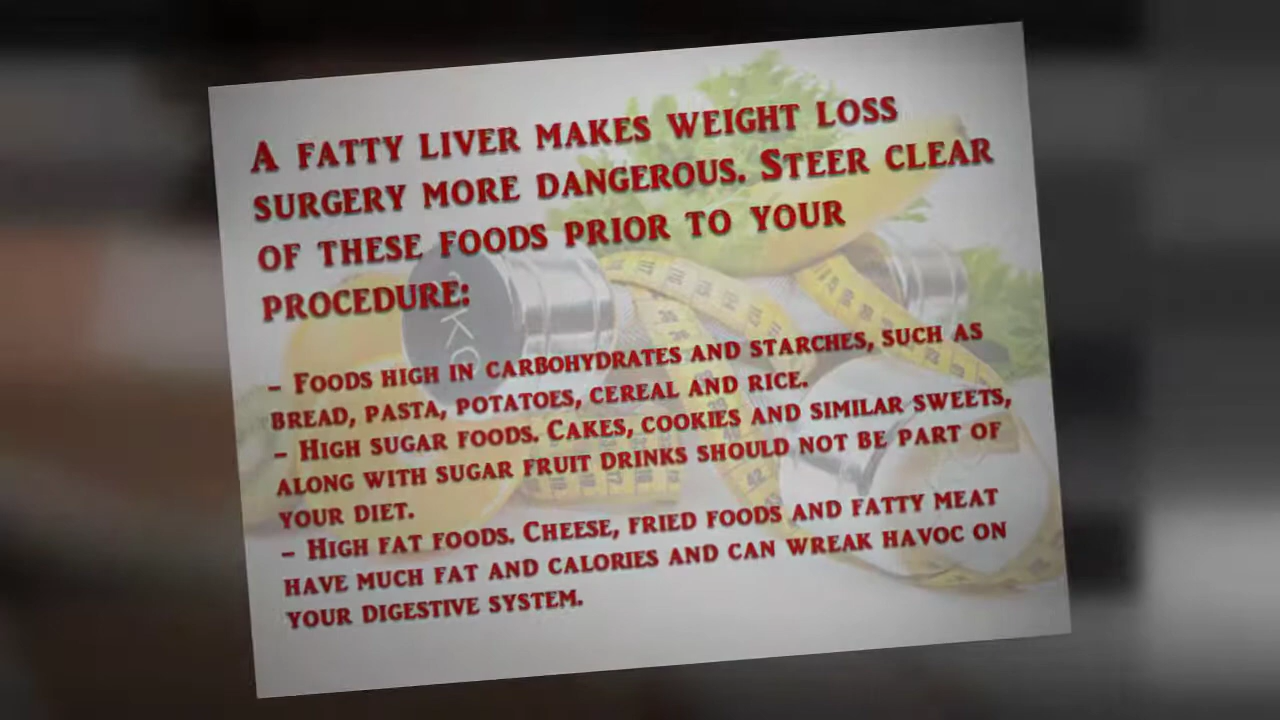 A FATTY LIVER MAKES WEIGHT LOSS
SURGERY MORE DANGEROUS. STEER CLEAR
OF THESE FOODS PRIOR TO YOUR
PROCEDURE:
– FOODS HIGH IN CARBOHYDRATES AND STARCHES, SUCH AS
BREAD, PASTA, POTATOES, CEREAL AND RICE.
– HIGH SUGAR FOODS. CAKES, COOKIES AND SIMILAR SWEETS,
ALONG WITH SUGAR FRUIT DRINKS SHOULD NOT BE PART OF
YOUR DIET.
– HIGH FAT FOODS. CHEESE, FRIED FOODS AND FATTY MEAT
HAVE MUCH FAT AND CALORIES AND CAN WREAK HAVOC ON
YOUR DIGESTIVE SYSTEM.